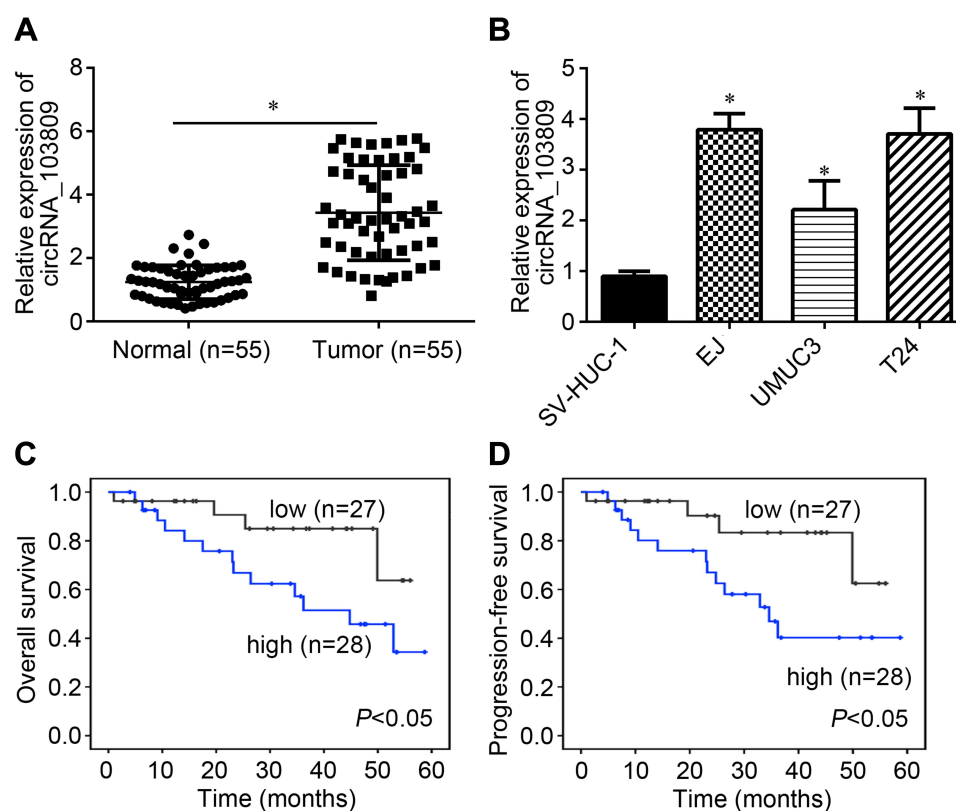 A
Relative expression of
circRNA_103809
8
6
4
2
0
*
Normal (n=55)
Tumor (n=55)
B
Relative expression of
circRNA_103809
5
4
3
2
1
0
*
*
*
SV-HUC-1
EJ
UMUC3
T24
C
Overall survival
1.0
0.8
0.6
0.4
0.2
0.0
low (n=27)
high (n=28)
P<0.05
0 10 20 30 40 50 60
Time (months)
D
Progression-free survival
1.0
0.8
0.6
0.4
0.2
0.0
low (n=27)
high (n=28)
P<0.05
0 10 20 30 40 50 60
Time (months)